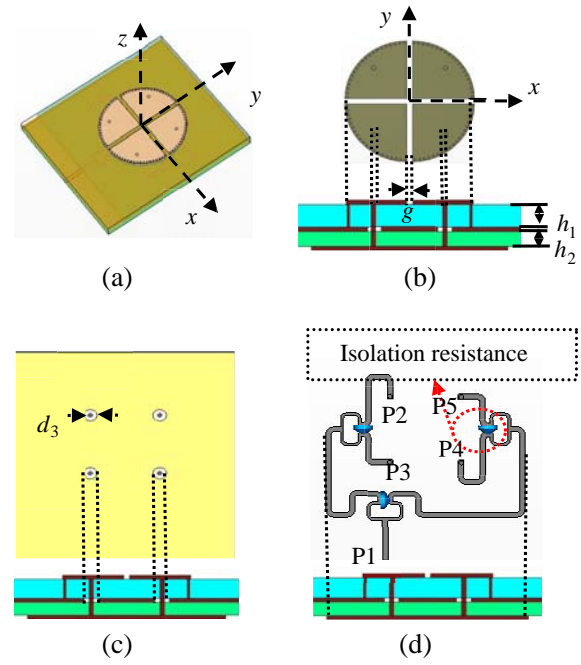 z
y
x
(a)
y
x
g
h1
h2
(b)
d3
(c)
Isolation resistance
P2
P5
P4
P3
P1
(d)